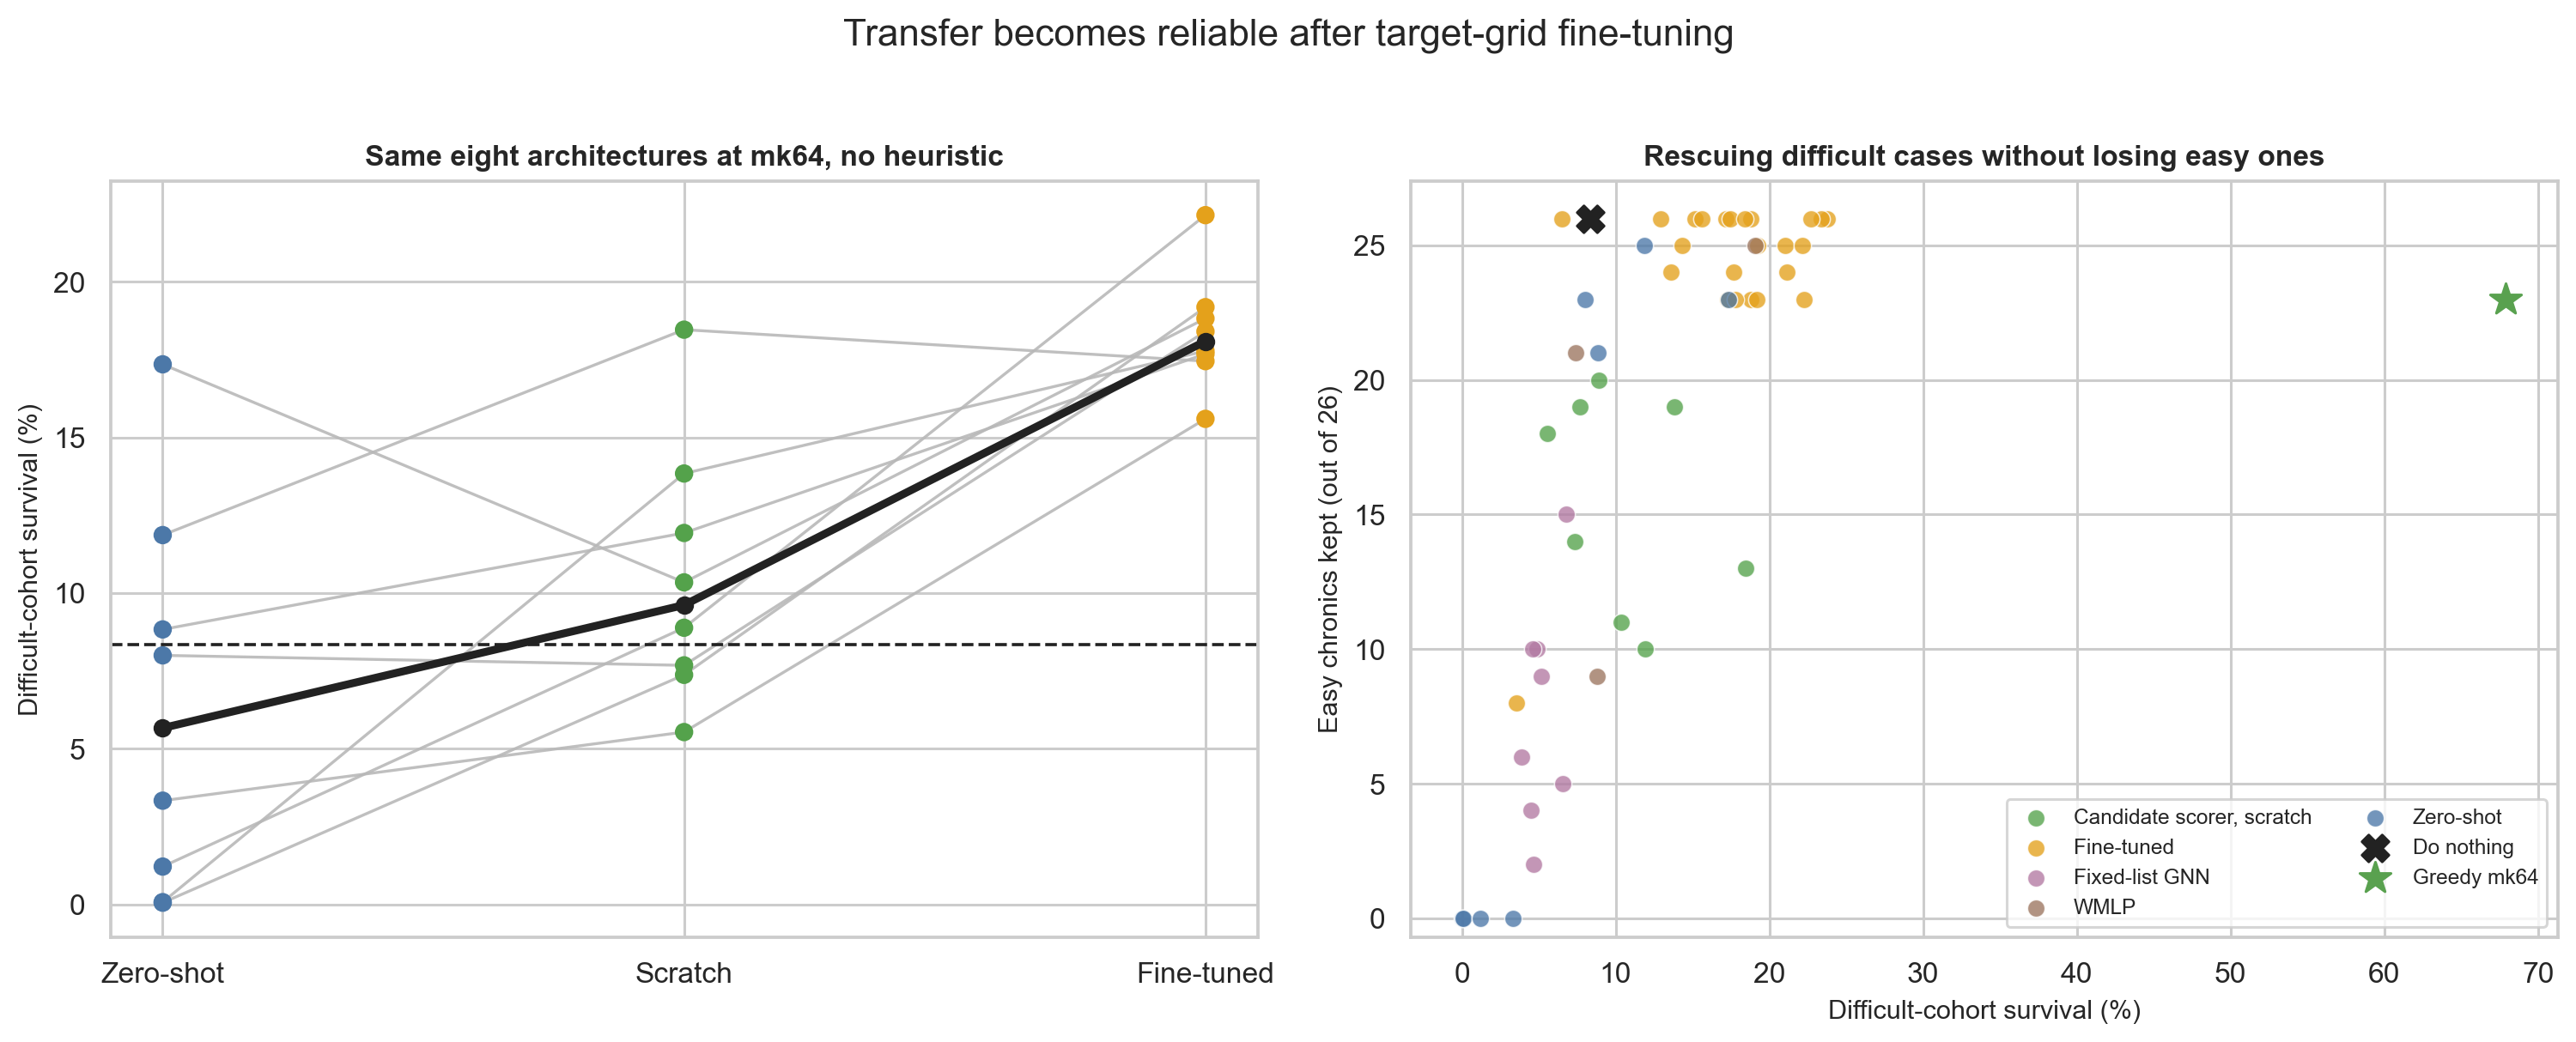 Transfer becomes reliable after target-grid fine-tuning
Same eight architectures at mk64, no heuristic
Difficult-cohort survival (%)
20
15
10
5
0
Zero-shot
Scratch
Fine-tuned
Rescuing difficult cases without losing easy ones
Easy chronics kept (out of 26)
25
20
15
10
5
0
Candidate scorer, scratch
Fine-tuned
Fixed-list GNN
WMLP
Zero-shot
Do nothing
Greedy mk64
0
10
20
30
40
50
60
70
Difficult-cohort survival (%)